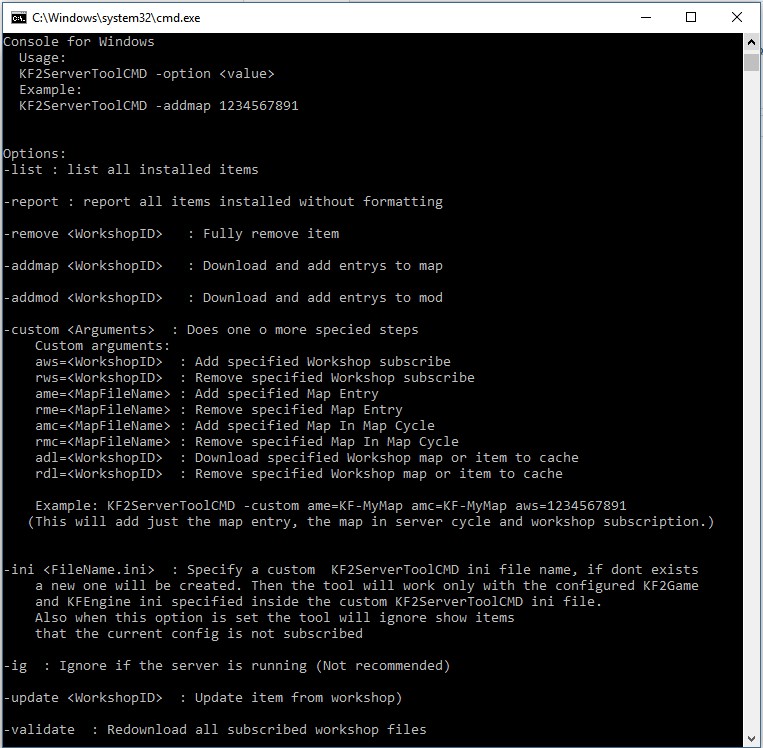 C:\Windows\system32\cmd.exe
Console for Windows
Usage:
KF2ServerToolCMD -option <value>
Example:
KF2ServerToolCMD -addmap 1234567891
Options:
-list : list all installed items
-report : report all items installed without formatting
-remove <WorkshopID>   : Fully remove item
-addmap <WorkshopID>   : Download and add entrys to map
-addmod <WorkshopID>   : Download and add entrys to mod
-custom <Arguments>  : Does one o more specied steps
Custom arguments:
aws=<WorkshopID>  : Add specified Workshop subscribe
rws=<WorkshopID>  : Remove specified Workshop subscribe
ame=<MapFileName> : Add specified Map Entry
rme=<MapFileName> : Remove specified Map Entry
amc=<MapFileName> : Add specified Map In Map Cycle
rmc=<MapFileName> : Remove specified Map In Map Cycle
adl=<WorkshopID>  : Download specified Workshop map or item to cache
rdl=<WorkshopID>  : Remove specified Workshop map or item to cache
Example: KF2ServerToolCMD -custom ame=KF-MyMap amc=KF-MyMap aws=1234567891
(This will add just the map entry, the map in server cycle and workshop subscription.)
-ini <FileName.ini>  : Specify a custom  KF2ServerToolCMD ini file name, if dont exists
a new one will be created. Then the tool will work only with the configured KF2Game
and KFEngine ini specified inside the custom KF2ServerToolCMD ini file.
Also when this option is set the tool will ignore show items
that the current config is not subscribed
-ig  : Ignore if the server is running (Not recommended)
-update <WorkshopID>  : Update item from workshop)
-validate  : Redownload all subscribed workshop files